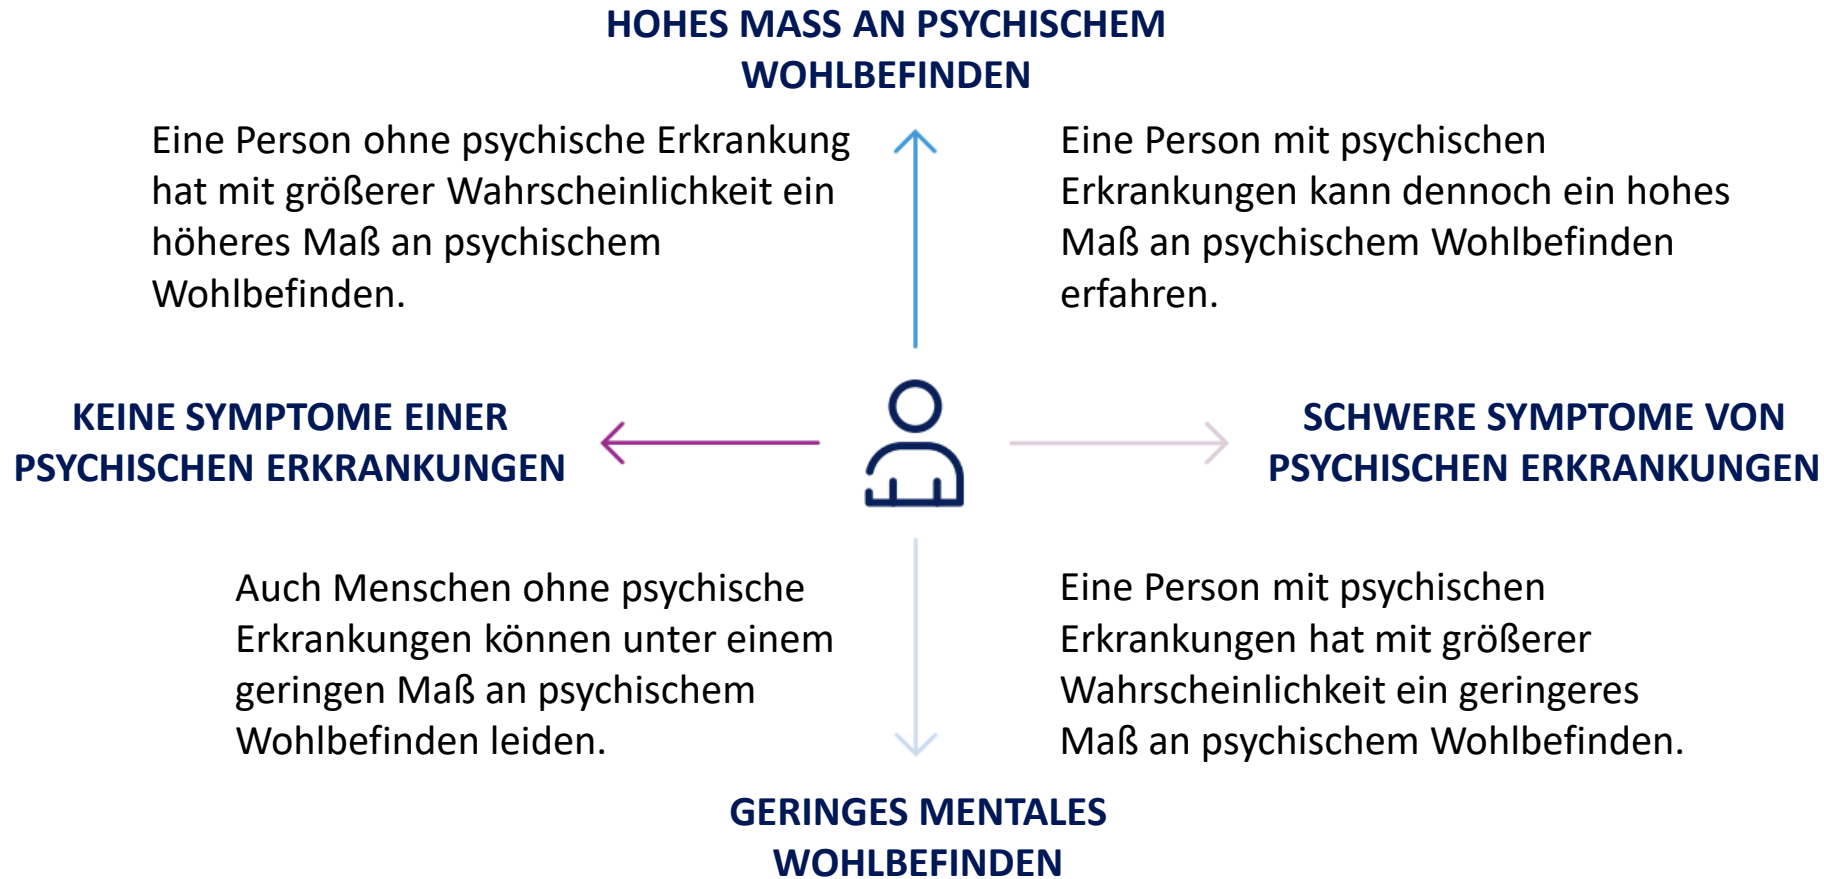 HOHES MASS AN PSYCHISCHEM
WOHLBEFINDEN
Eine Person ohne psychische Erkrankung
hat mit größerer Wahrscheinlichkeit ein
höheres Maß an psychischem
Wohlbefinden.
Eine Person mit psychischen
Erkrankungen kann dennoch ein hohes
Maß an psychischem Wohlbefinden
erfahren.
KEINE SYMPTOME EINER
PSYCHISCHEN ERKRANKUNGEN
SCHWERE SYMPTOME VON
PSYCHISCHEN ERKRANKUNGEN
Auch Menschen ohne psychische
Erkrankungen können unter einem
geringen Maß an psychischem
Wohlbefinden leiden.
Eine Person mit psychischen
Erkrankungen hat mit größerer
Wahrscheinlichkeit ein geringeres
Maß an psychischem Wohlbefinden.
GERINGES MENTALES
WOHLBEFINDEN